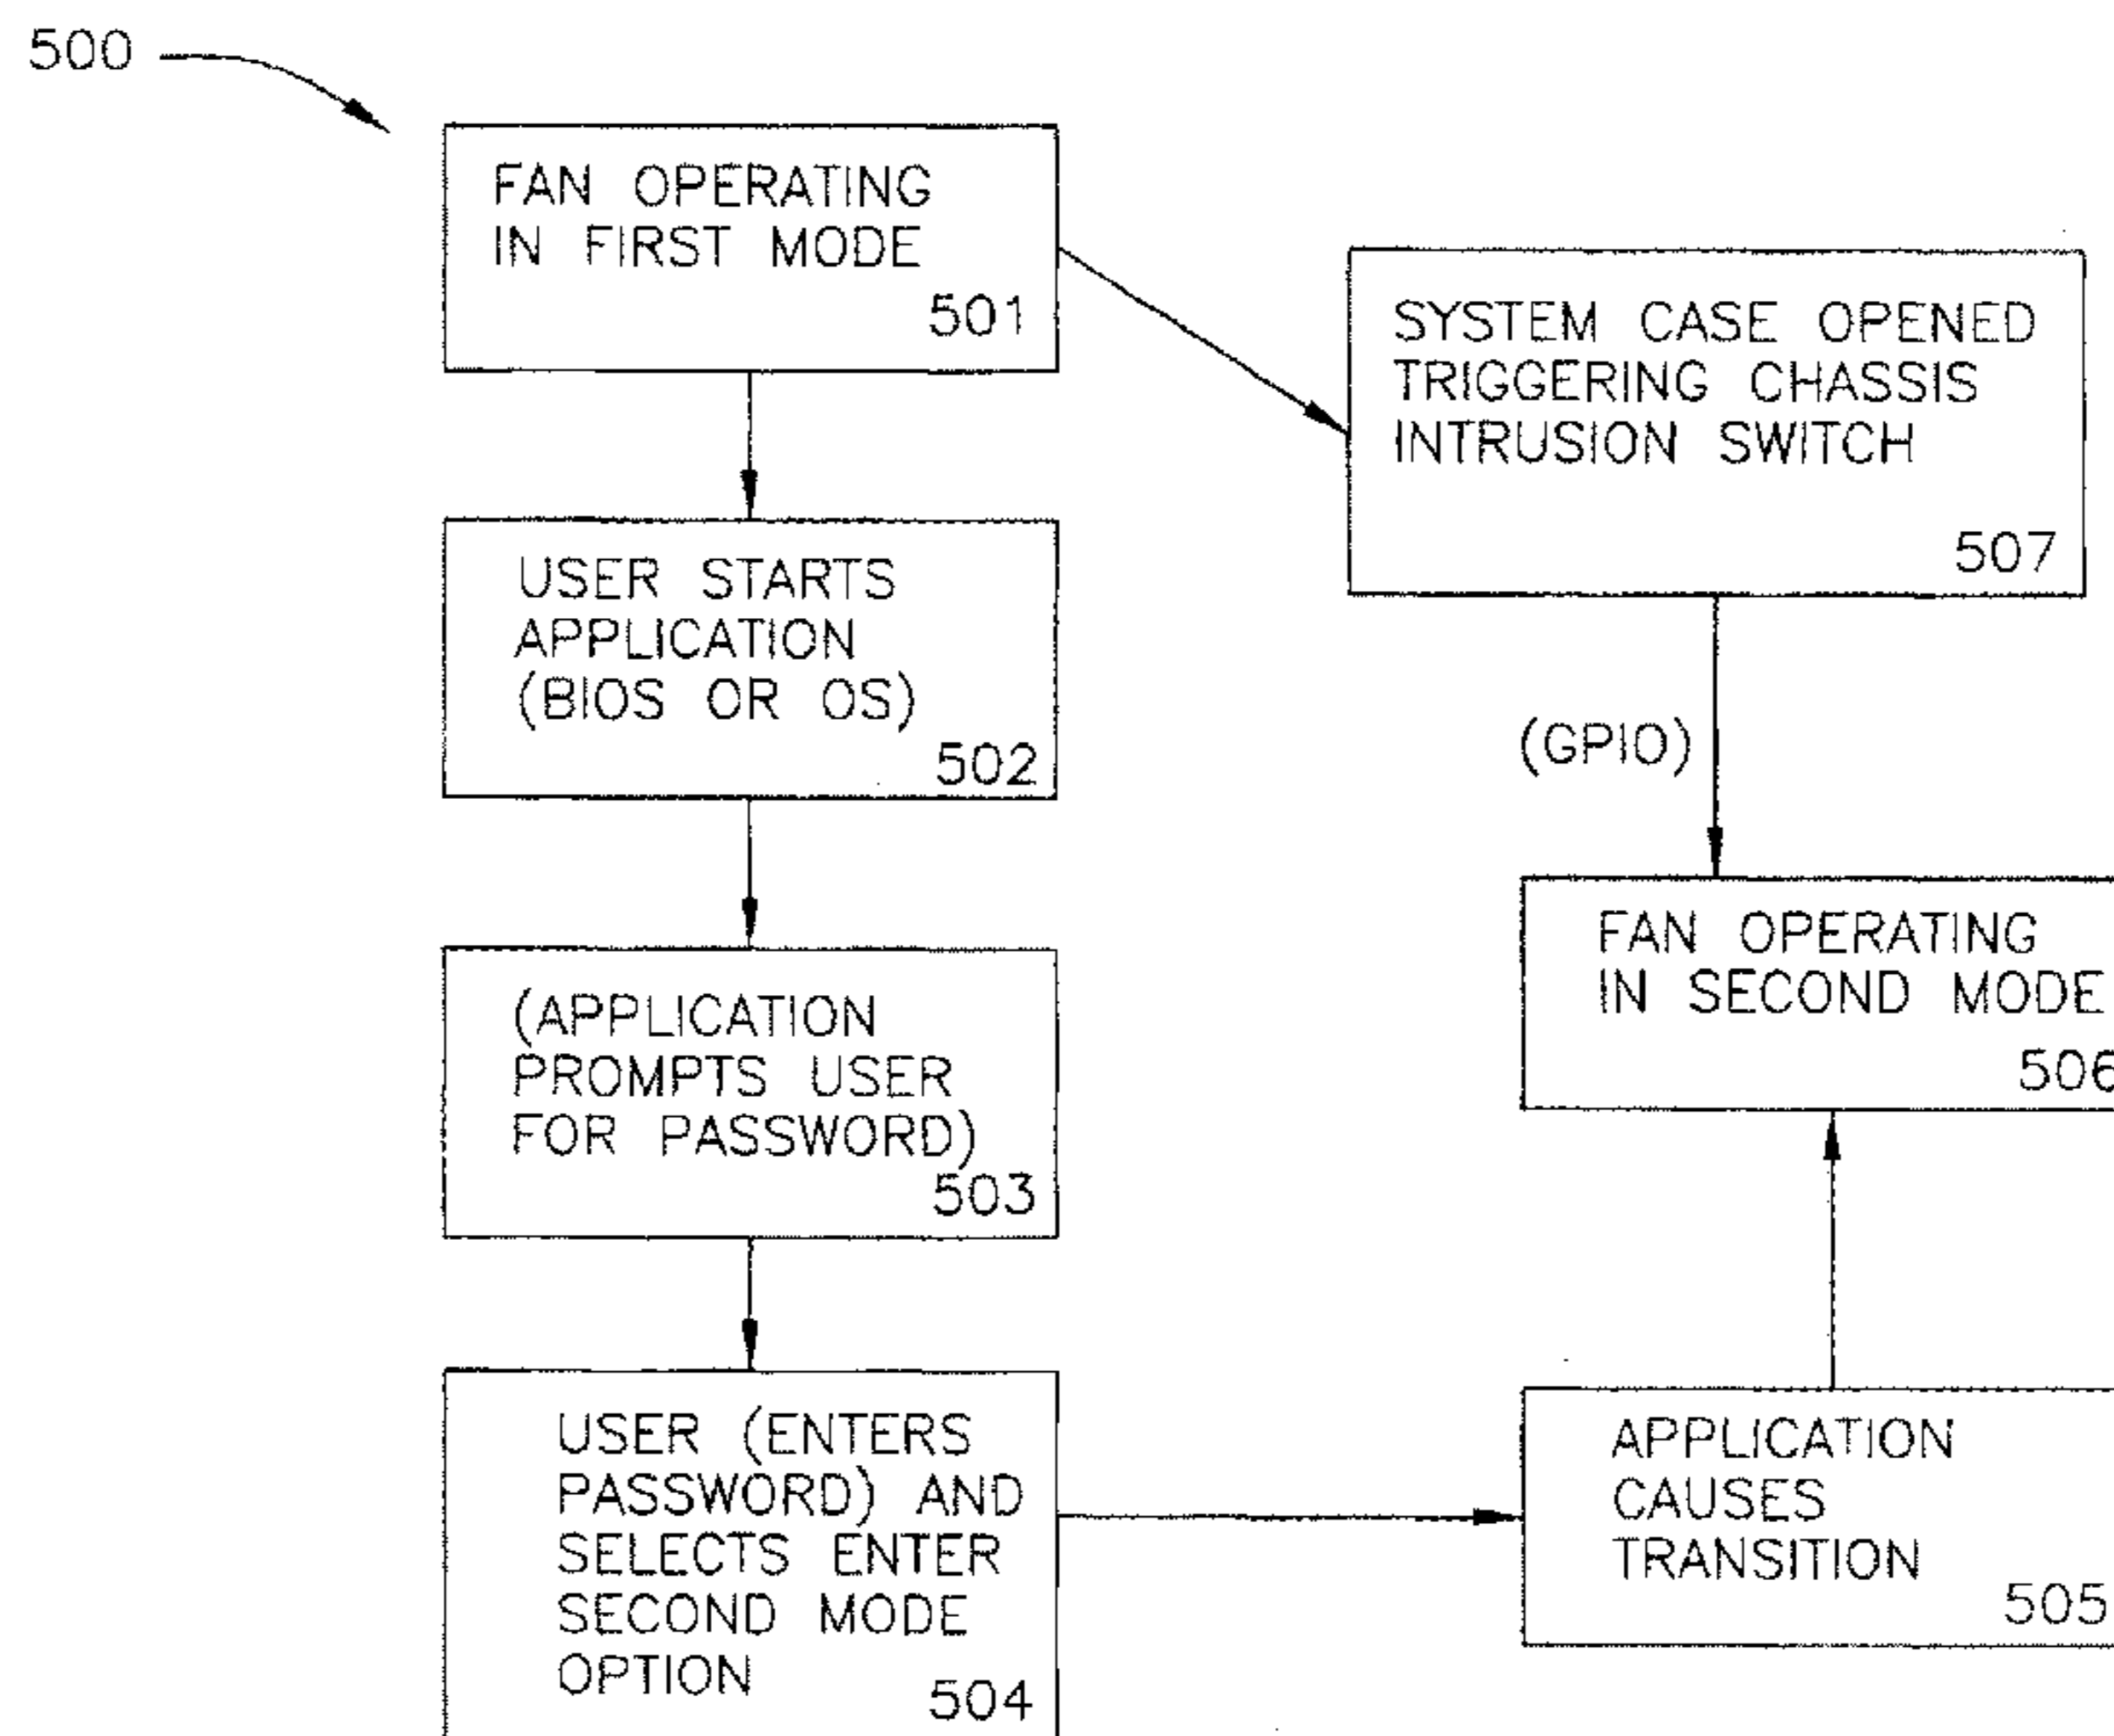 500
FAN OPERATING
IN FIRST MODE
501
USER STARTS
APPLICATION
(BIOS OR OS)
502
(APPLICATION
PROMPTS USER
FOR PASSWORD)
503
USER (ENTERS
PASSWORD) AND
SELECTS ENTER
SECOND MODE
OPTION
504
SYSTEM CASE OPENED
TRIGGERING CHASSIS
INTRUSION SWITCH
507
(GPIO)
FAN OPERATING
IN SECOND MODE
506
APPLICATION
CAUSES
TRANSITION
505